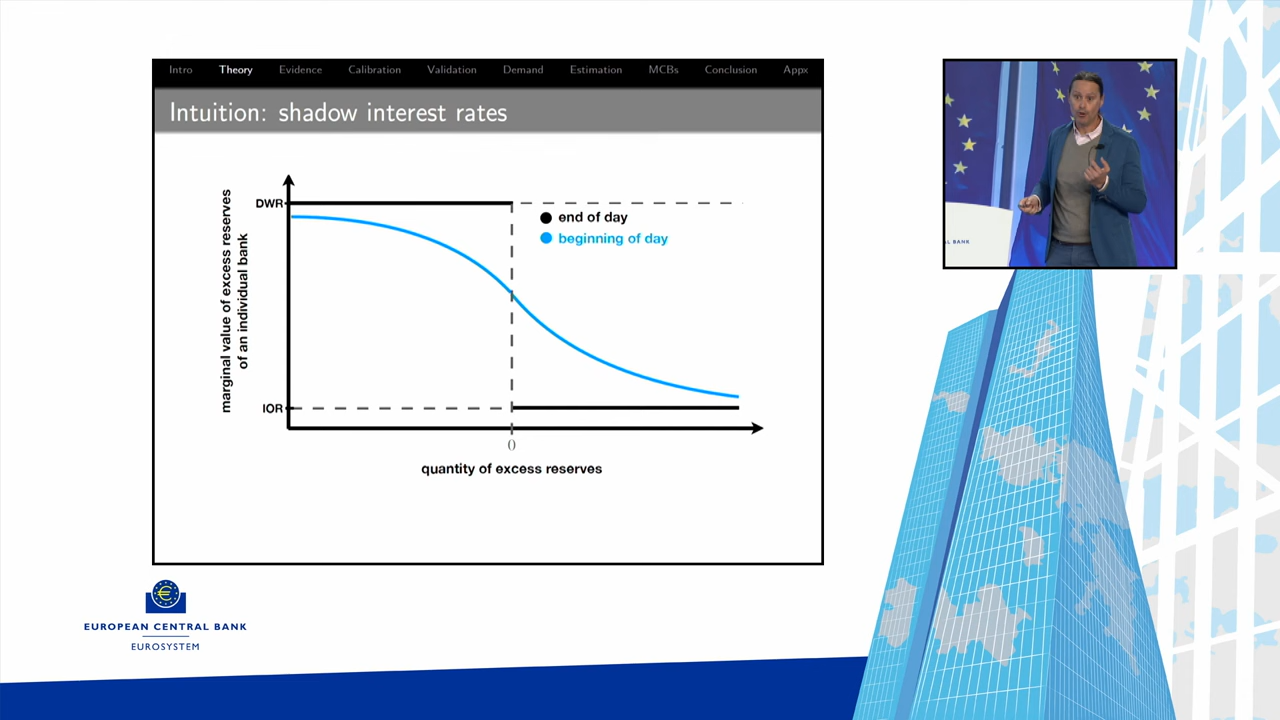 Intro Theory Evidence Calibration Validation Demand Estimation MCBs Conclusion Appx
Intuition: shadow interest rates
marginal value of excess reserves
of an individual bank
DWR
end of day
beginning of day
IOR
0
quantity of excess reserves
AL BANK
EUROPEAN CENTRAL BANK
EUROSYSTEM